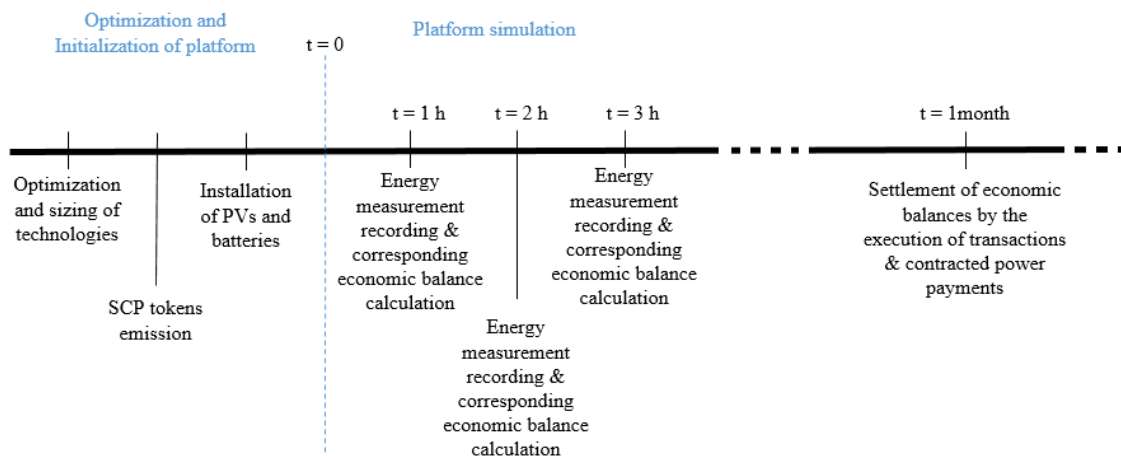 Optimization and
Initialization of platform
t = 0
Platform simulation
t = 1 h
t = 2 h
t = 3 h
t = 1month
Optimization
and sizing of
technologies
SCP tokens
emission
Installation
of PVs and
batteries
Energy
measurement
recording &
corresponding
economic balance
calculation
Energy
measurement
recording &
corresponding
economic balance
calculation
Energy
measurement
recording &
corresponding
economic balance
calculation
Settlement of economic
balances by the
execution of transactions
& contracted power
payments